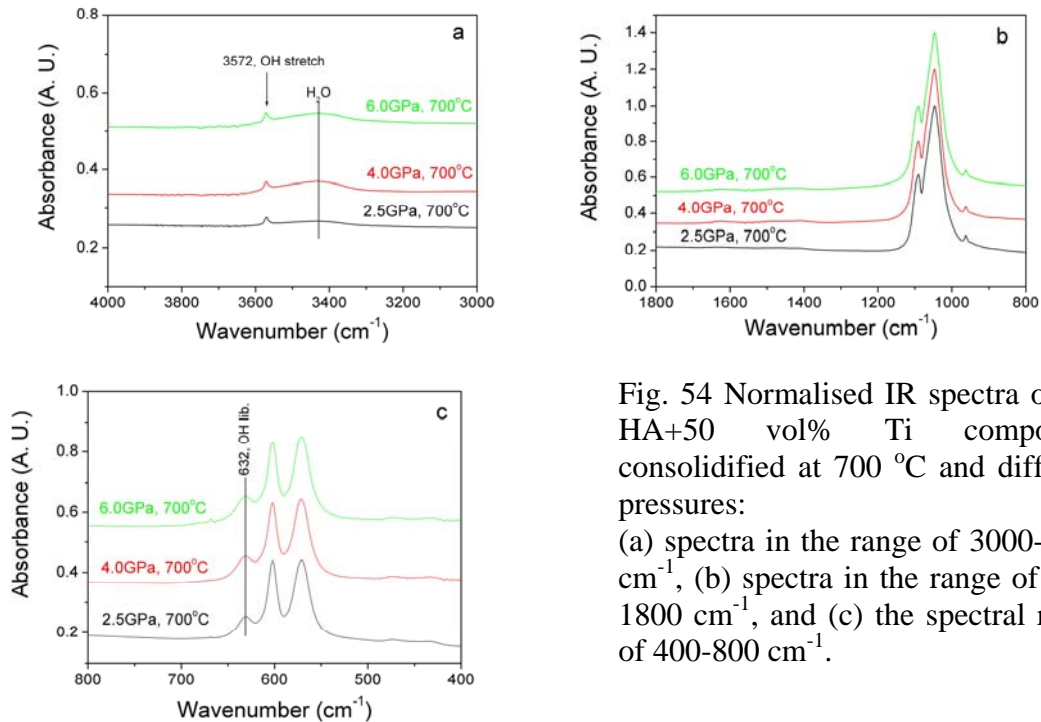 a
3572, OH stretch
H₂O
6.0GPa, 700°C
4.0GPa, 700°C
2.5GPa, 700°C
0.8
0.6
0.4
0.2
Absorbance (A. U.)
4000 3800 3600 3400 3200 3000
Wavenumber (cm⁻¹)
b
6.0GPa, 700°C
4.0GPa, 700°C
2.5GPa, 700°C
1.4
1.2
1.0
0.8
0.6
0.4
0.2
0.0
Absorbance (A. U.)
1800 1600 1400 1200 1000 800
Wavenumber (cm⁻¹)
c
632, OH lib.
6.0GPa, 700°C
4.0GPa, 700°C
2.5GPa, 700°C
1.0
0.8
0.6
0.4
0.2
Absorbance (A. U.)
800 700 600 500 400
Wavenumber (cm⁻¹)
Fig. 54 Normalised IR spectra o
HA+50 vol% Ti compo
consolidified at 700 °C and diff
pressures:
(a) spectra in the range of 3000-
cm⁻¹, (b) spectra in the range of
1800 cm⁻¹, and (c) the spectral
of 400-800 cm⁻¹.